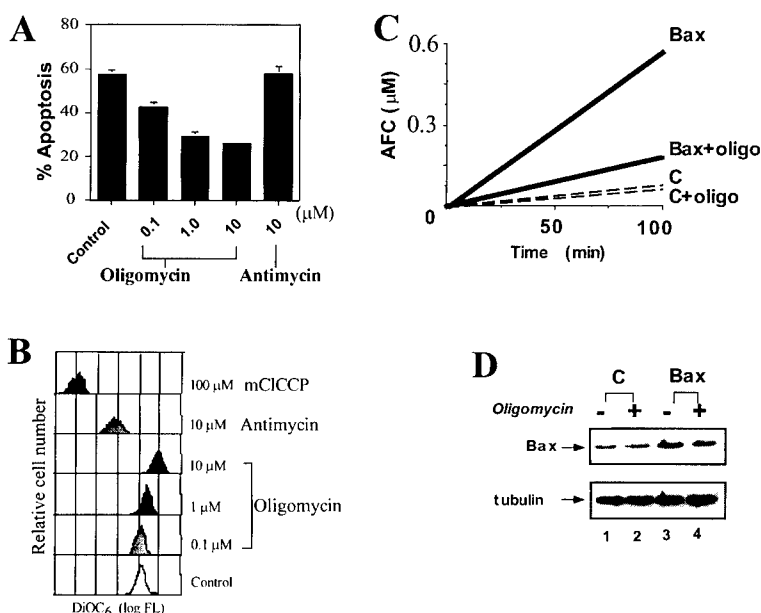 A
% Apoptosis
80
60
40
20
0
Control
0.1
1.0
10
10
(µM)
Oligomycin
Antimycin
B
Relative cell number
100 µM mClCCP
10 µM Antimycin
10 µM
1 µM
0.1 µM
Oligomycin
Control
DiOC6 (log FL)
C
AFC (µM)
0.6
0.3
0
50
100
Time (min)
Bax
Bax+oligo
C
C+oligo
D
C Bax
Oligomycin - + - +
Bax
tubulin
1 2 3 4